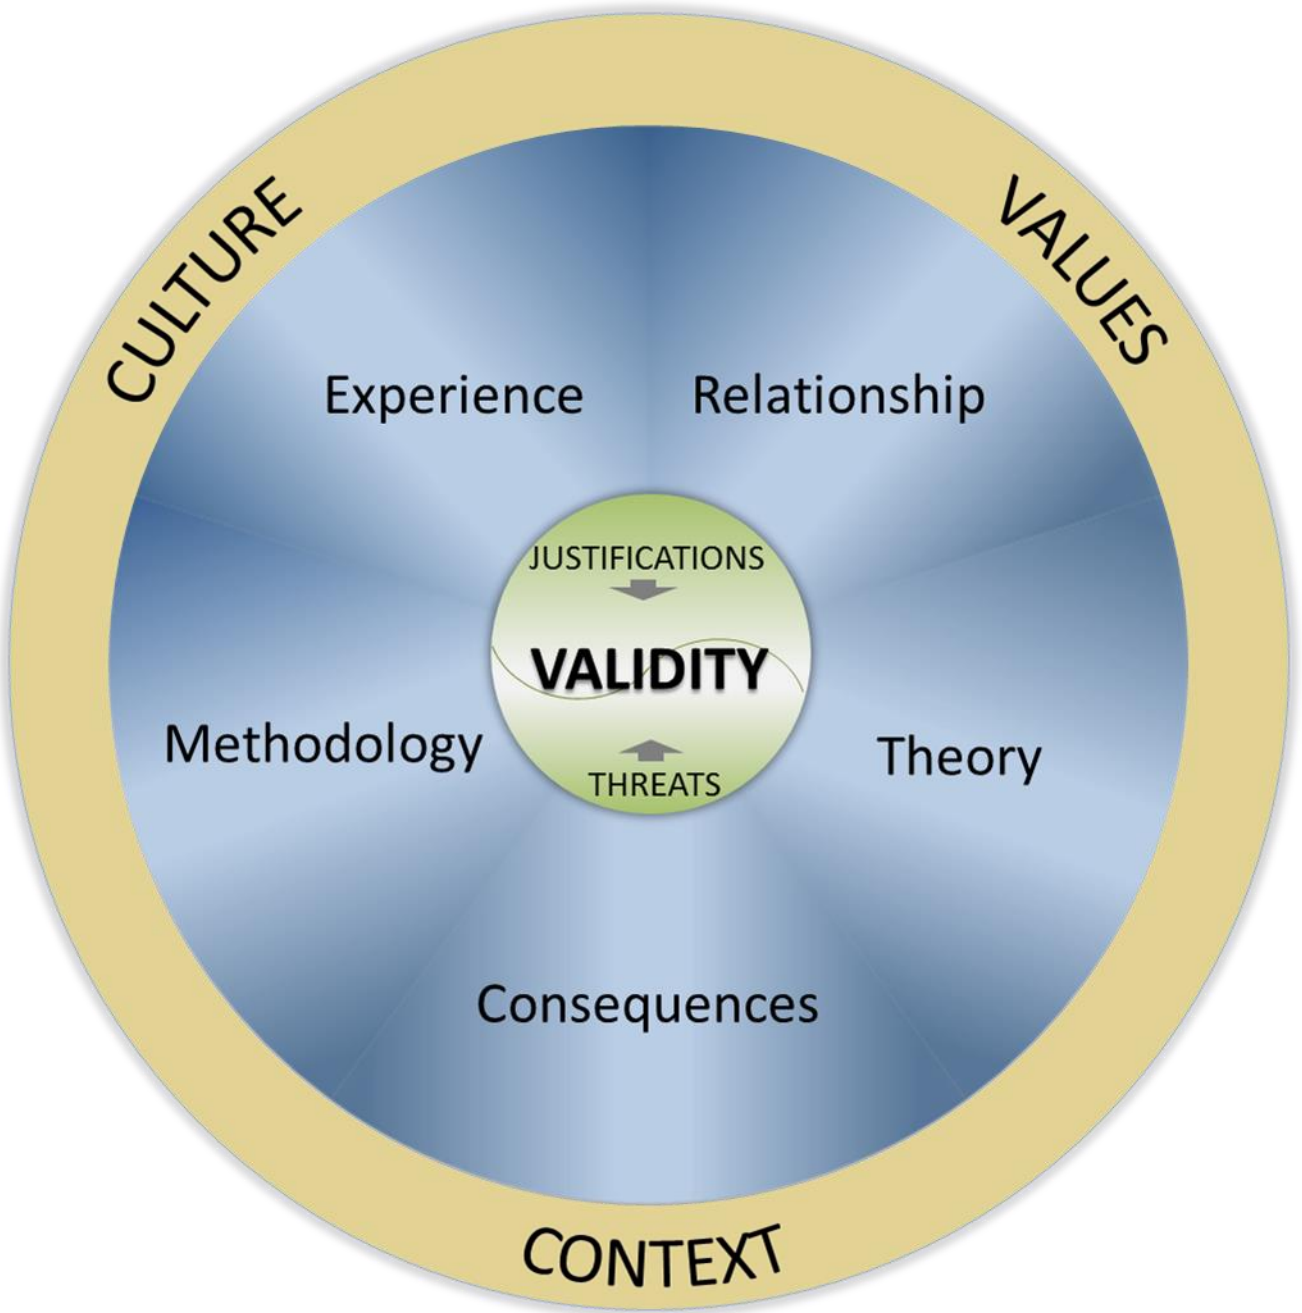 CULTURE
VALUES
Experience
Relationship
JUSTIFICATIONS
VALIDITY
THREATS
Methodology
Theory
Consequences
CONTEXT